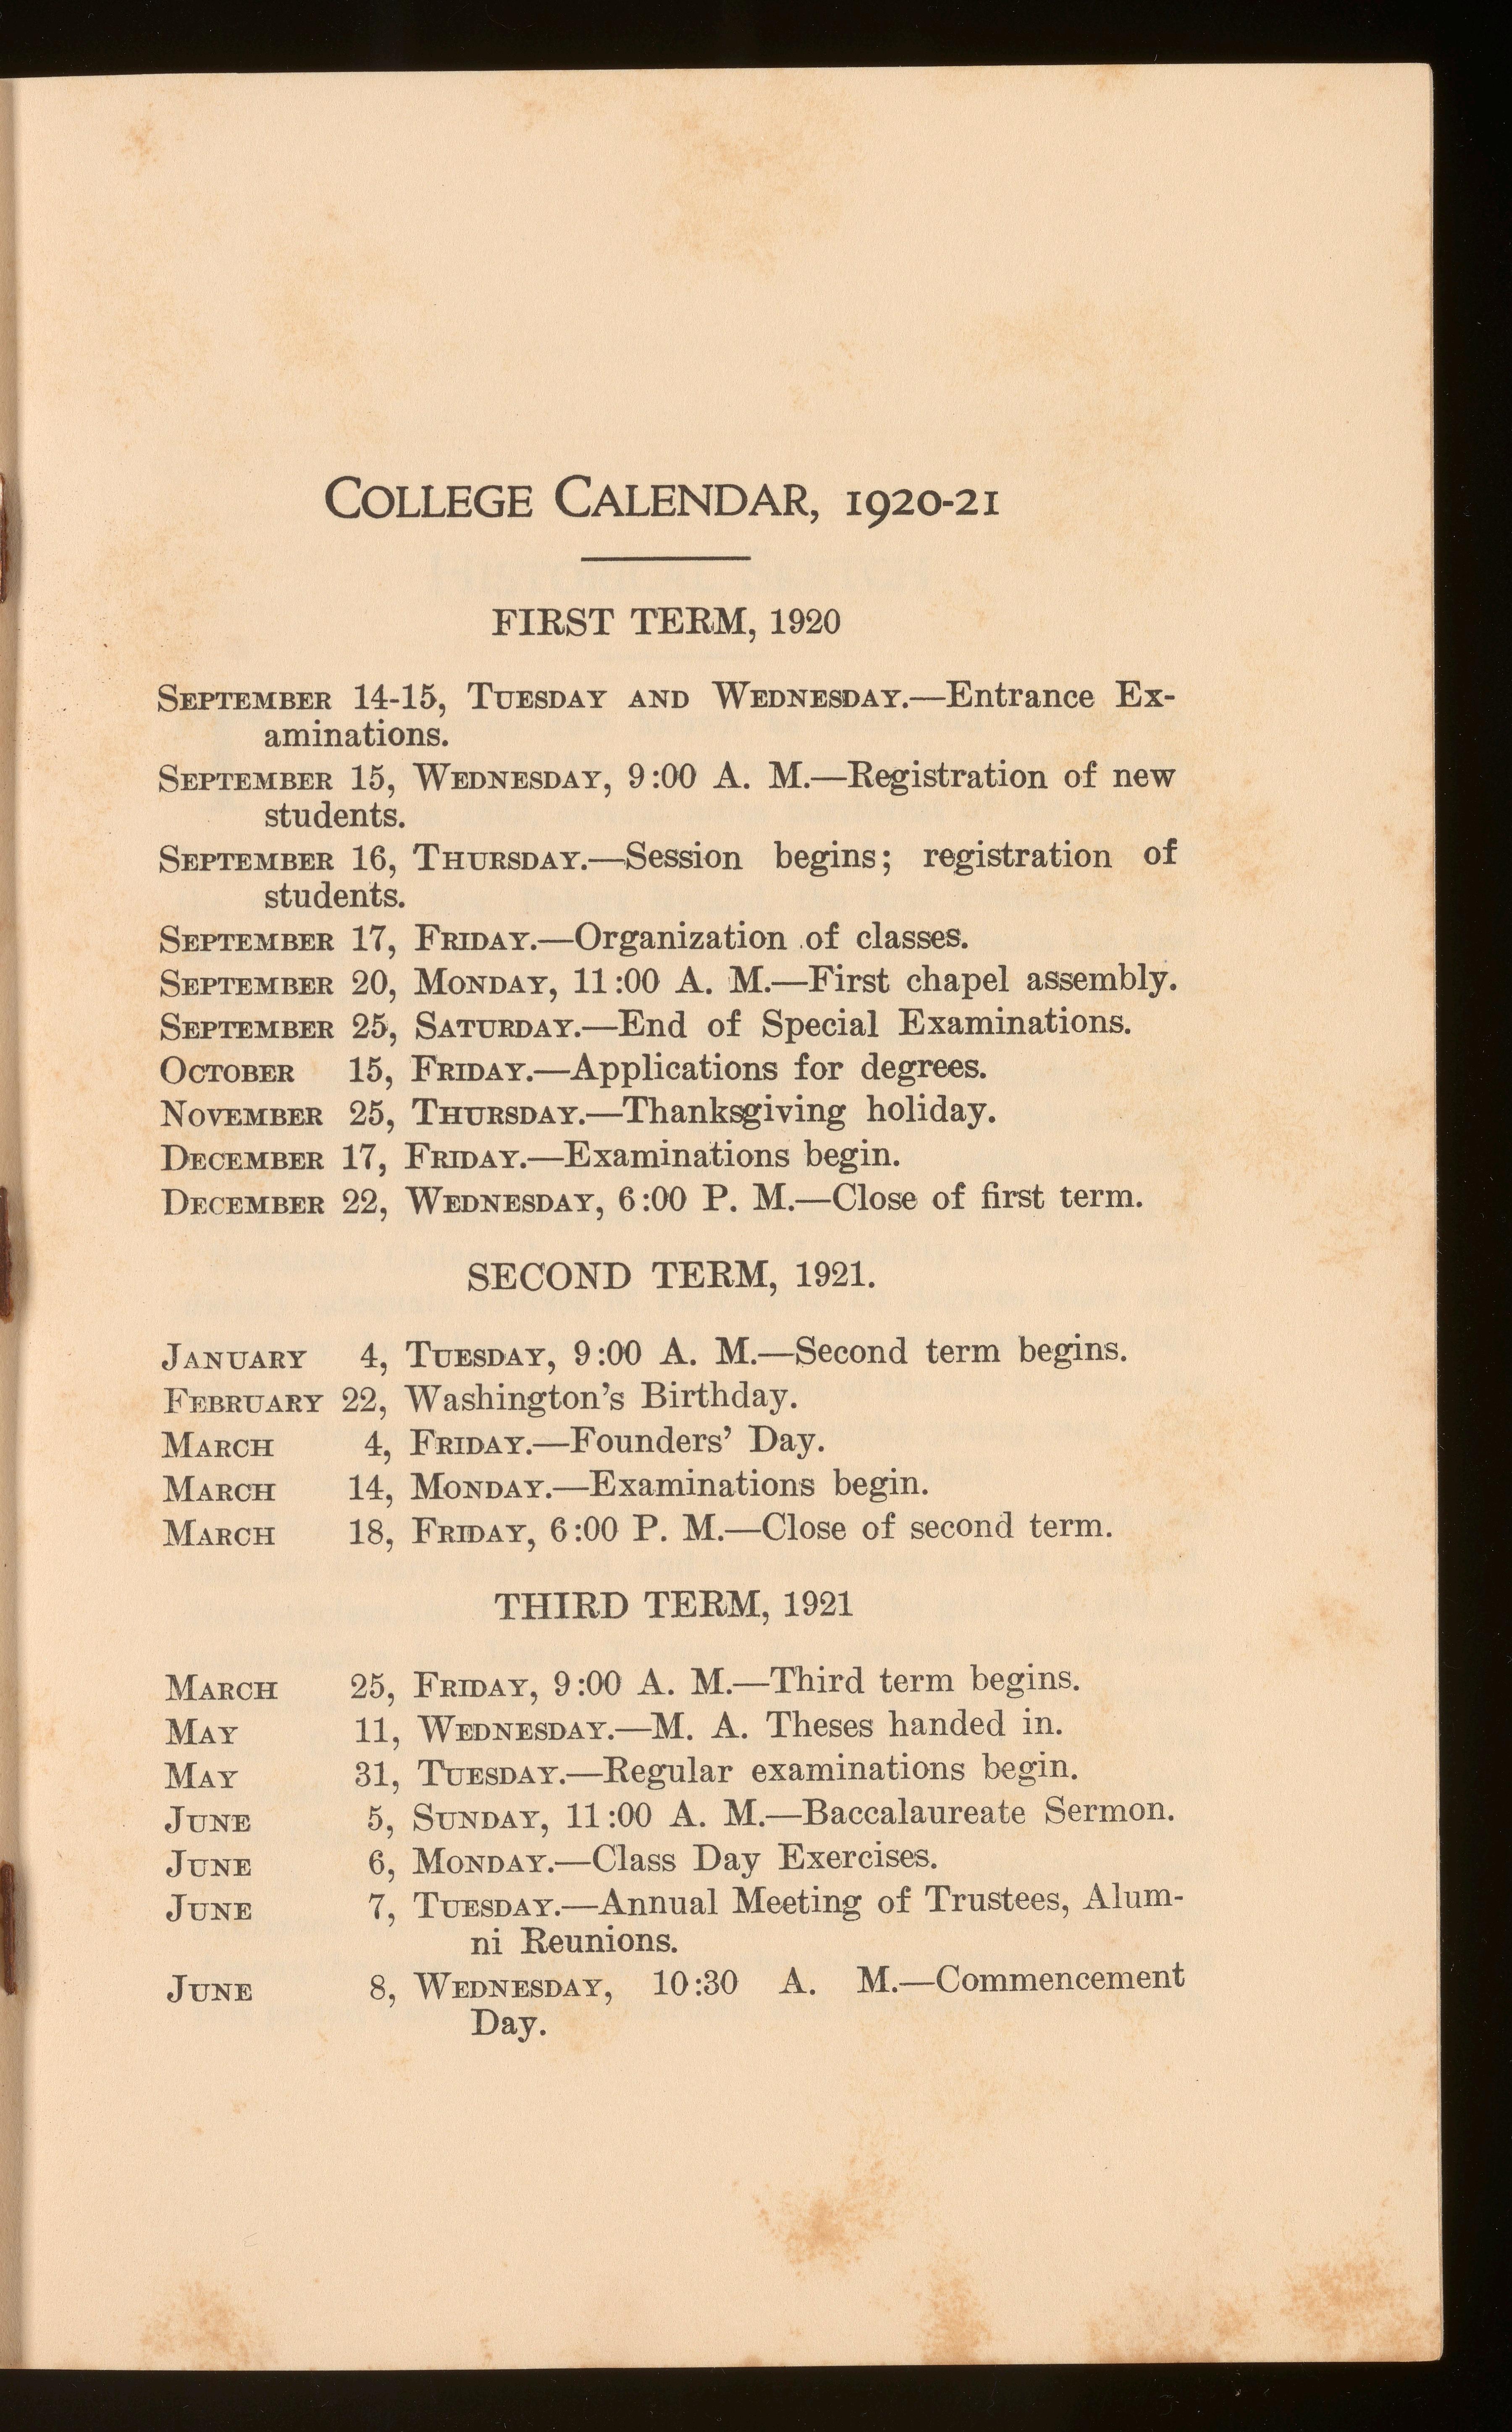 COLLEGE CALENDAR, 1920-21
FIRST TERM, 1920
SEPTEMBER 14-15, TUESDAY AND WEDNESDAY.—Entrance Ex-
aminations.
SEPTEMBER 15, WEDNESDAY, 9:00 A. M.—Registration of new
students.
SEPTEMBER 16, THURSDAY.—Session begins; registration of
students.
SEPTEMBER 17, FRIDAY.—Organization of classes.
SEPTEMBER 20, MONDAY, 11:00 A. M.—First chapel assembly.
SEPTEMBER 25, SATURDAY.—End of Special Examinations.
OCTOBER 15, FRIDAY.—Applications for degrees.
NOVEMBER 25, THURSDAY.—Thanksgiving holiday.
DECEMBER 17, FRIDAY.—Examinations begin.
DECEMBER 22, WEDNESDAY, 6:00 P. M.—Close of first term.
SECOND TERM, 1921.
JANUARY 4, TUESDAY, 9:00 A. M.—Second term begins.
FEBRUARY 22, Washington's Birthday.
MARCH 4, FRIDAY.—Founders' Day.
MARCH 14, MONDAY.—Examinations begin.
MARCH 18, FRIDAY, 6:00 P. M.—Close of second term.
THIRD TERM, 1921
MARCH 25, FRIDAY, 9:00 A. M.—Third term begins.
MAY 11, WEDNESDAY.—M. A. Theses handed in.
MAY 31, TUESDAY.—Regular examinations begin.
JUNE 5, SUNDAY, 11:00 A. M.—Baccalaureate Sermon.
JUNE 6, MONDAY.—Class Day Exercises.
JUNE 7, TUESDAY.—Annual Meeting of Trustees, Alum-
ni Reunions.
JUNE 8, WEDNESDAY, 10:30 A. M.—Commencement
Day.